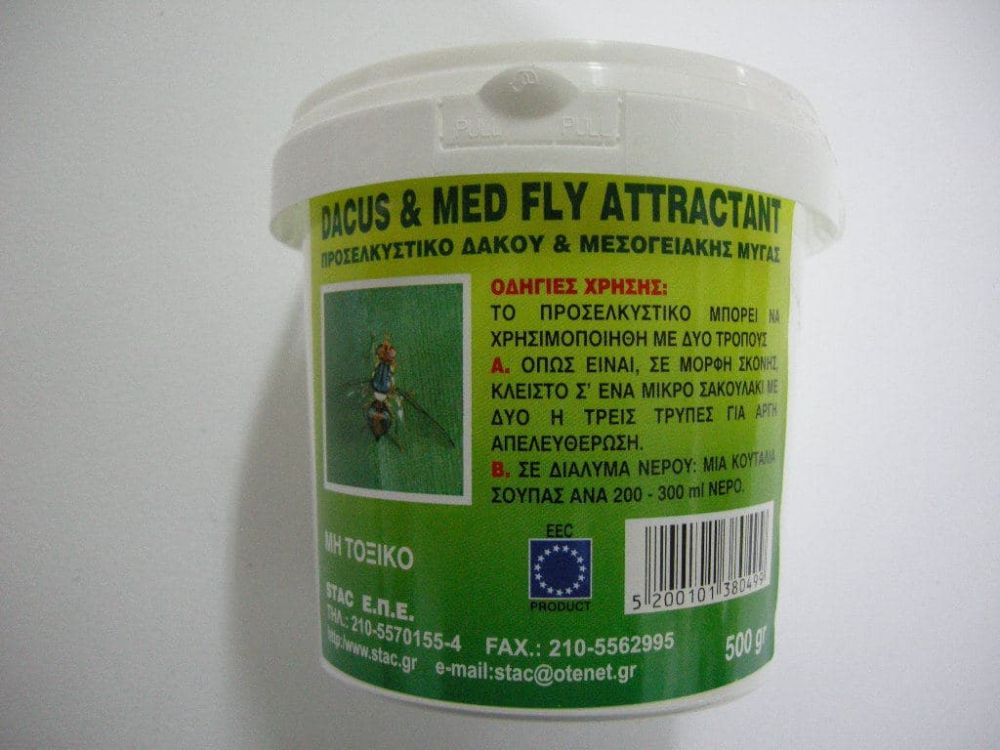 PULL PULL
DACUS & MED FLY ATTRACTANT
ΠΡΟΣΕΛΚΥΣΤΙΚΟ ΔΑΚΟΥ & ΜΕΣΟΓΕΙΑΚΗΣ ΜΥΓΑΣ
ΟΔΗΓΙΕΣ ΧΡΗΣΗΣ:
ΤΟ ΠΡΟΣΕΛΚΥΣΤΙΚΟ ΜΠΟΡΕΙ ΝΑ
ΧΡΗΣΙΜΟΠΟΙΗΘΗ ΜΕ ΔΥΟ ΤΡΟΠΟΥΣ
Α. ΟΠΩΣ ΕΙΝΑΙ, ΣΕ ΜΟΡΦΗ ΣΚΟΝΗΣ,
ΚΛΕΙΣΤΟ Σ' ΕΝΑ ΜΙΚΡΟ ΣΑΚΟΥΛΑΚΙ ΜΕ
ΔΥΟ Η ΤΡΕΙΣ ΤΡΥΠΕΣ ΓΙΑ ΑΡΓΗ
ΑΠΕΛΕΥΘΕΡΩΣΗ.
Β. ΣΕ ΔΙΑΛΥΜΑ ΝΕΡΟΥ: ΜΙΑ ΚΟΥΤΑΛΙΑ
ΣΟΥΠΑΣ ΑΝΑ 200 - 300 ml ΝΕΡΟ.
ΜΗ ΤΟΞΙΚΟ
EEC
PRODUCT
5 200101 380499
STAC Ε.Π.Ε.
ΤΗΛ.: 210-5570155-4 FAX.: 210-5562995
http:/www.stac.gr e-mail:stac@otenet.gr
500 gr